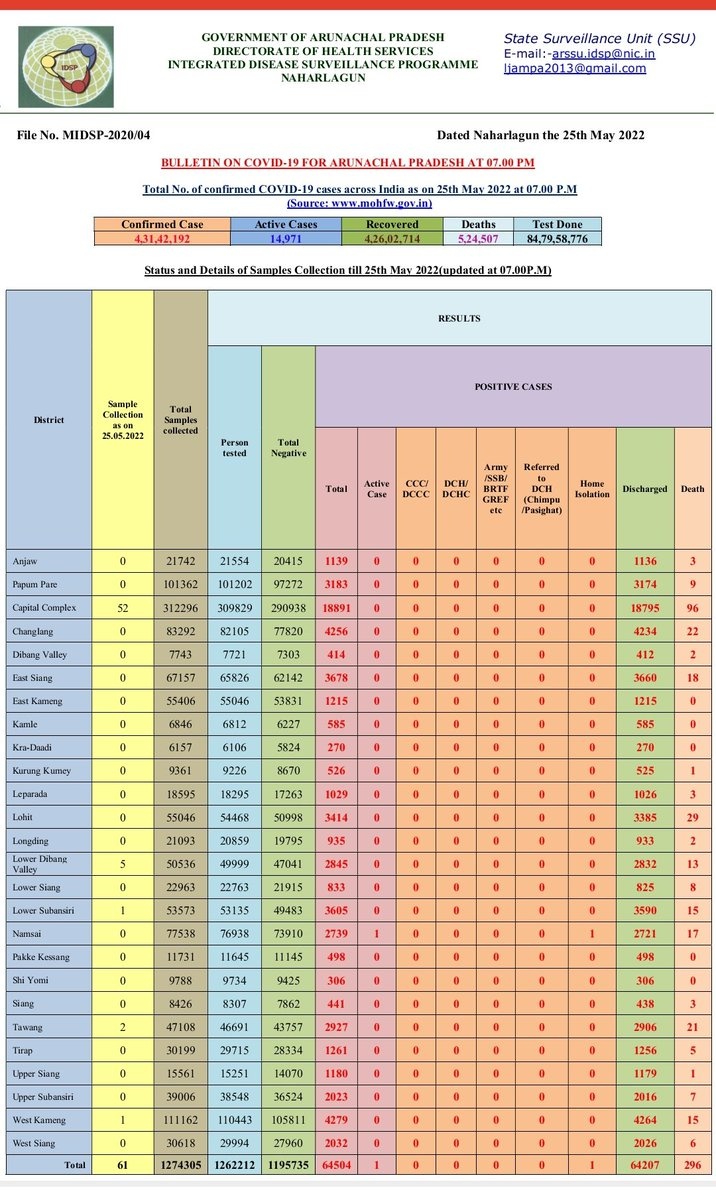 IDSP
GOVERNMENT OF ARUNACHAL PRADESH
DIRECTORATE OF HEALTH SERVICES
INTEGRATED DISEASE SURVEILLANCE PROGRAMME
NAHARLAGUN
State Surveillance Unit (SSU)
E-mail:-arssu.idsp@nic.in
ljampa2013@gmail.com
File No. MIDSP-2020/04 Dated Naharlagun the 25th May 2022
BULLETIN ON COVID-19 FOR ARUNACHAL PRADESH AT 07.00 PM
Total No. of confirmed COVID-19 cases across India as on 25th May 2022 at 07.00 P.M
(Source: www.mohfw.gov.in)
Confirmed Case Active Cases Recovered Deaths Test Done
4,31,42,192 14,971 4,26,02,714 5,24,507 84,79,58,776
Status and Details of Samples Collection till 25th May 2022(updated at 07.00P.M)
District
Sample
Collection
as on
25.05.2022
Total
Samples
collected
RESULTS
Person
tested
Total
Negative
POSITIVE CASES
Total
Active
Case
CCC/
DCCC
DCH/
DCHC
Army
/SSB/
BRTF
GREF
etc
Referred
to
DCH
(Chimpu
/Pasighat)
Home
Isolation
Discharged
Death
Anjaw 0 21742 21554 20415 1139 0 0 0 0 0 0 1136 3
Papum Pare 0 101362 101202 97272 3183 0 0 0 0 0 0 3174 9
Capital Complex 52 312296 309829 290938 18891 0 0 0 0 0 0 18795 96
Changlang 0 83292 82105 77820 4256 0 0 0 0 0 0 4234 22
Dibang Valley 0 7743 7721 7303 414 0 0 0 0 0 0 412 2
East Siang 0 67157 65826 62142 3678 0 0 0 0 0 0 3660 18
East Kameng 0 55406 55046 53831 1215 0 0 0 0 0 0 1215 0
Kamle 0 6846 6812 6227 585 0 0 0 0 0 0 585 0
Kra-Daadi 0 6157 6106 5824 270 0 0 0 0 0 0 270 0
Kurung Kumey 0 9361 9226 8670 526 0 0 0 0 0 0 525 1
Leparada 0 18595 18295 17263 1029 0 0 0 0 0 0 1026 3
Lohit 0 55046 54468 50998 3414 0 0 0 0 0 0 3385 29
Longding 0 21093 20859 19795 935 0 0 0 0 0 0 933 2
Lower Dibang
Valley 5 50536 49999 47041 2845 0 0 0 0 0 0 2832 13
Lower Siang 0 22963 22763 21915 833 0 0 0 0 0 0 825 8
Lower Subansiri 1 53573 53135 49483 3605 0 0 0 0 0 0 3590 15
Namsai 0 77538 76938 73910 2739 1 0 0 0 0 1 2721 17
Pakke Kessang 0 11731 11645 11145 498 0 0 0 0 0 0 498 0
Shi Yomi 0 9788 9734 9425 306 0 0 0 0 0 0 306 0
Siang 0 8426 8307 7862 441 0 0 0 0 0 0 438 3
Tawang 2 47108 46691 43757 2927 0 0 0 0 0 0 2906 21
Tirap 0 30199 29715 28334 1261 0 0 0 0 0 0 1256 5
Upper Siang 0 15561 15251 14070 1180 0 0 0 0 0 0 1179 1
Upper Subansiri 0 39006 38548 36524 2023 0 0 0 0 0 0 2016 7
West Kameng 1 111162 110443 105811 4279 0 0 0 0 0 0 4264 15
West Siang 0 30618 29994 27960 2032 0 0 0 0 0 0 2026 6
Total 61 1274305 1262212 1195735 64504 1 0 0 0 0 1 64207 296